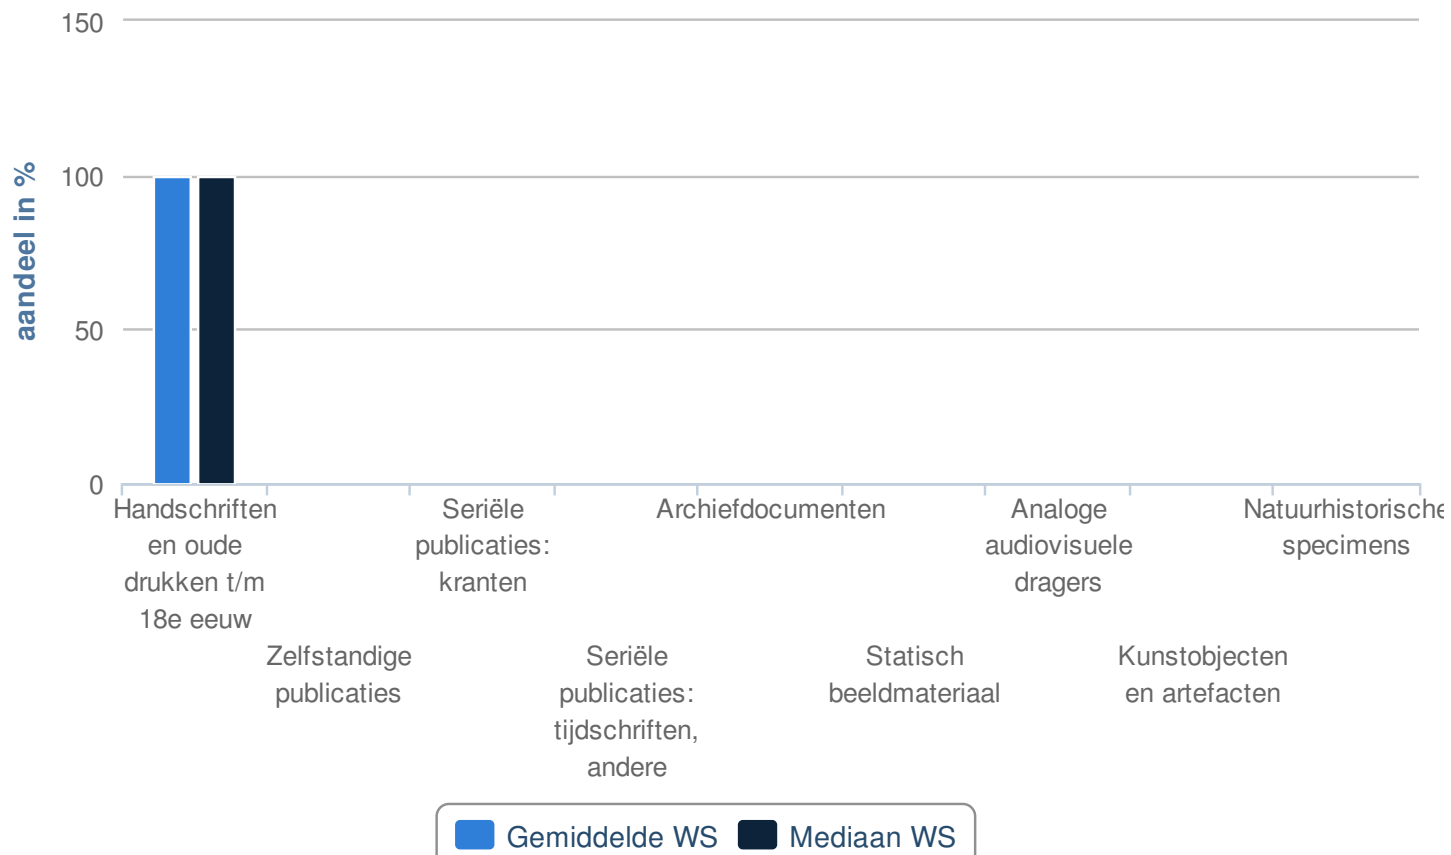 150
100
50
0
aandeel in %
Handschriften
en oude
drukken t/m
18e eeuw
Zelfstandige
publicaties
Seriële
publicaties:
kranten
Seriële
publicaties:
tijdschriften,
andere
Archiefdocumenten
Statisch
beeldmateriaal
Analoge
audiovisuele
dragers
Kunstobjecten
en artefacten
Natuurhistorische
specimens
Gemiddelde WS
Mediaan WS